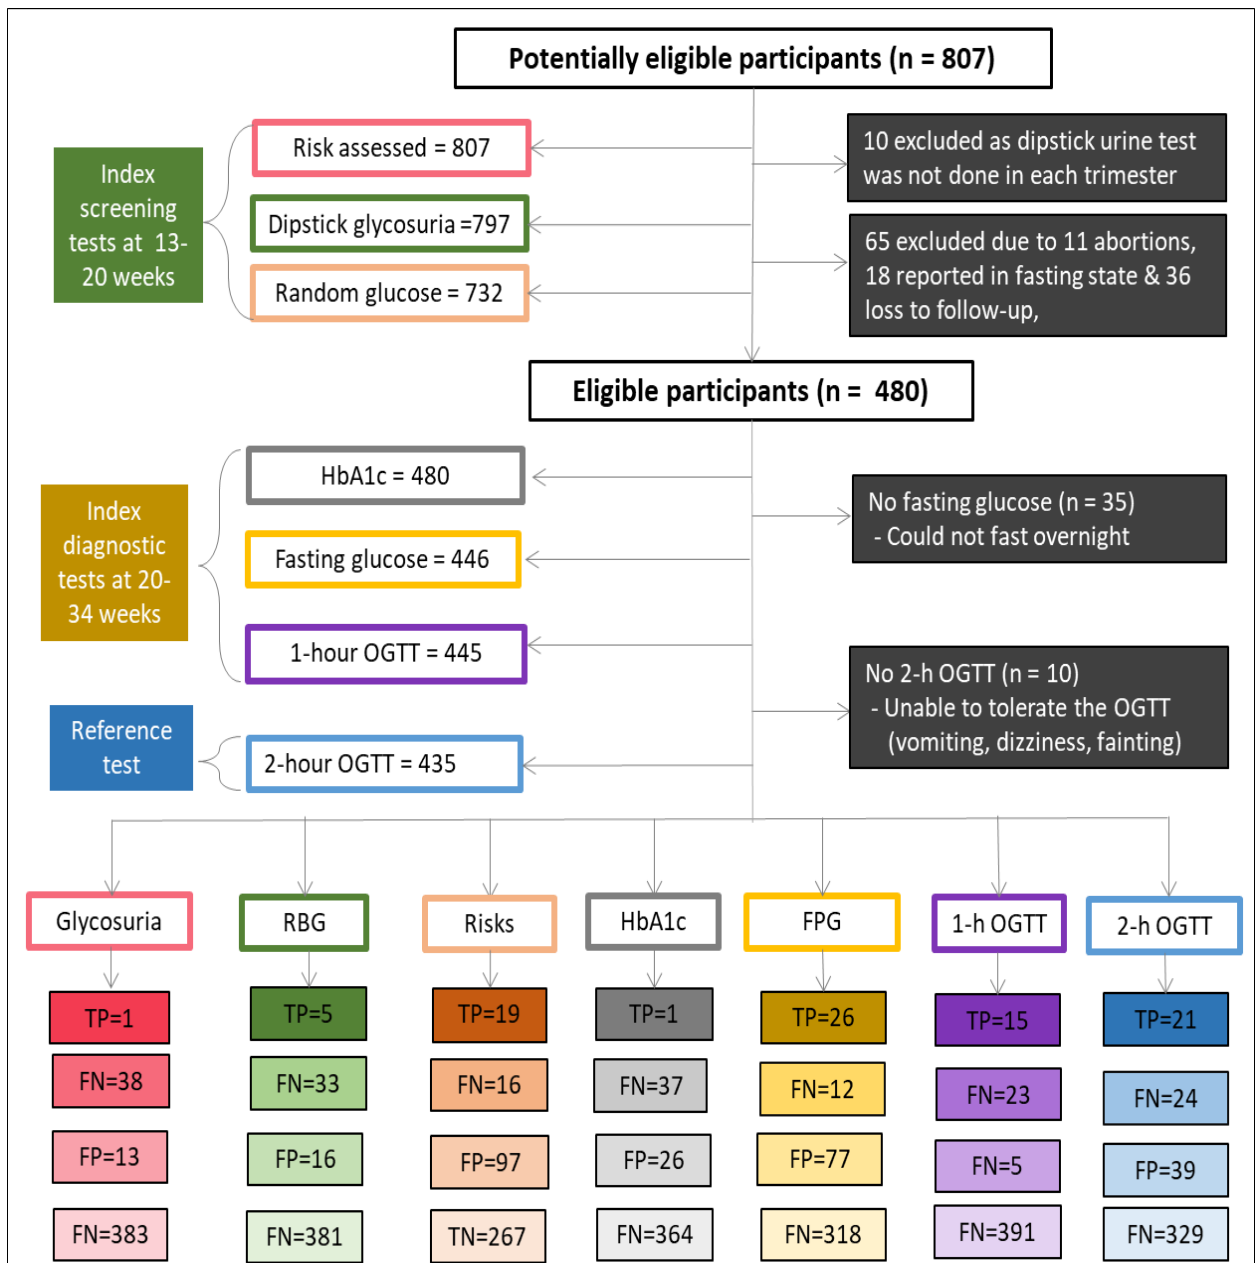 Potentially eligible participants (n = 807)
Index
screening
tests at 13-
20 weeks
Risk assessed = 807
Dipstick glycosuria =797
Random glucose = 732
10 excluded as dipstick urine test
was not done in each trimester
65 excluded due to 11 abortions,
18 reported in fasting state & 36
loss to follow-up,
Eligible participants (n = 480)
Index
diagnostic
tests at 20-
34 weeks
HbA1c = 480
Fasting glucose = 446
1-hour OGTT = 445
No fasting glucose (n = 35)
- Could not fast overnight
No 2-h OGTT (n = 10)
- Unable to tolerate the OGTT
(vomiting, dizziness, fainting)
Reference
test
2-hour OGTT = 435
Glycosuria
RBG
Risks
HbA1c
FPG
1-h OGTT
2-h OGTT
TP=1
TP=5
TP=19
TP=1
TP=26
TP=15
TP=21
FN=38
FN=33
FN=16
FN=37
FN=12
FN=23
FN=24
FP=13
FP=16
FP=97
FP=26
FP=77
FN=5
FP=39
FN=383
FN=381
TN=267
FN=364
FN=318
FN=391
FN=329